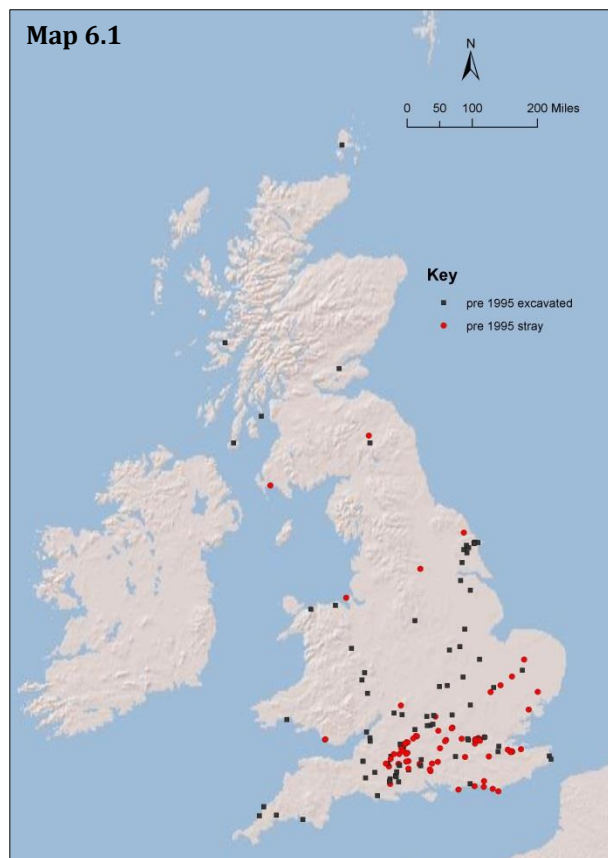 Map 6.1
N
0 50 100 200 Miles
Key
pre 1995 excavated
pre 1995 stray